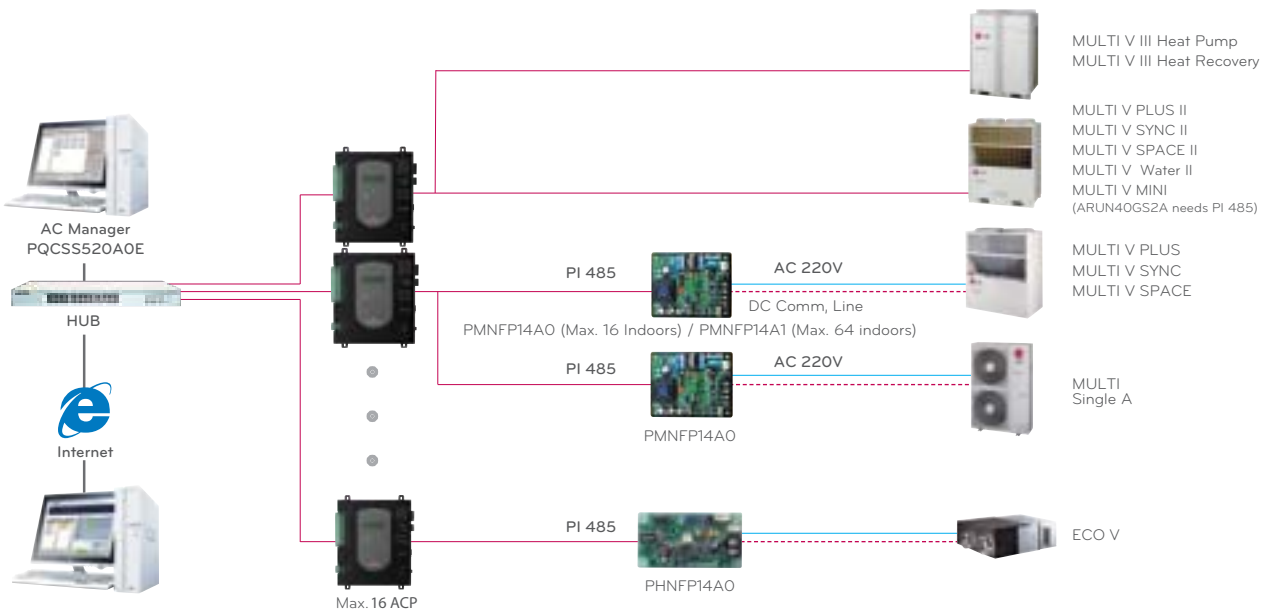 MULTI V III Heat Pump
MULTI V III Heat Recovery
MULTI V PLUS II
MULTI V SYNC II
MULTI V SPACE II
MULTI V Water II
MULTI V MINI
(ARUN40GS2A needs PI 485)
AC Manager
PQCSS520A0E
HUB
Internet
PI 485
AC 220V
DC Comm, Line
PMNFP14A0 (Max. 16 Indoors) / PMNFP14A1 (Max. 64 indoors)
MULTI V PLUS
MULTI V SYNC
MULTI V SPACE
PI 485
AC 220V
PMNFP14A0
MULTI
Single A
PI 485
PHNFP14A0
ECO V
Max. 16 ACP